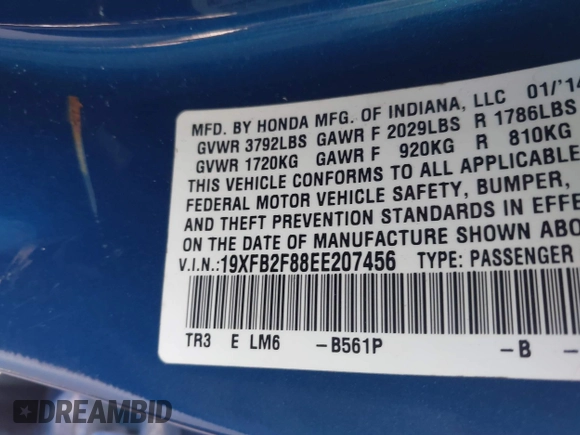 MFD. BY HONDA MFG. OF INDIANA, LLC 01/'14
GVWR 3792LBS GAWR F 2029LBS R 1786LBS
GVWR 1720KG GAWR F 920KG R 810KG
THIS VEHICLE CONFORMS TO ALL APPLICABLE
FEDERAL MOTOR VEHICLE SAFETY, BUMPER,
AND THEFT PREVENTION STANDARDS IN EFFE
ON THE DATE OF MANUFACTURE SHOWN ABO
V.I.N.:19XFB2F88EE207456 TYPE: PASSENGER
TR3 E LM6 -B561P -B -
DREAMBID